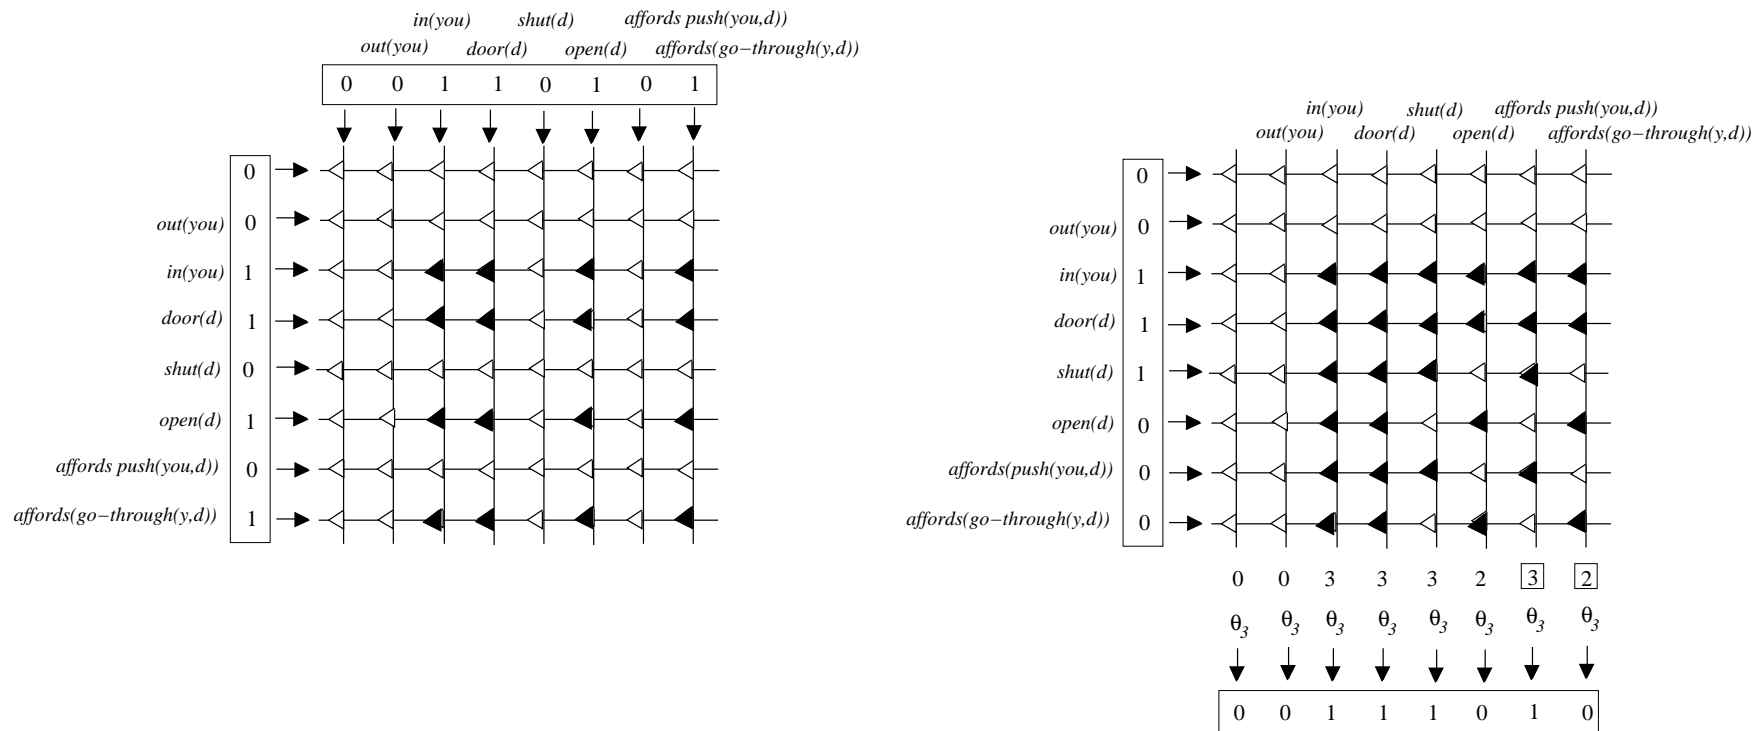 in(you) shut(d) affords push(you,d))
out(you) door(d) open(d) affords(go−through(y,d))
0 0 1 1 0 1 0 1
0
out(you) 0
in(you) 1
door(d) 1
shut(d) 0
open(d) 1
affords push(you,d)) 0
affords(go−through(y,d)) 1
in(you) shut(d) affords push(you,d))
out(you) door(d) open(d) affords(go−through(y,d))
0
out(you) 0
in(you) 1
door(d) 1
shut(d) 1
open(d) 0
affords(push(you,d)) 0
affords(go−through(y,d)) 0
0 0 3 3 3 2 3 2
θ3 θ3 θ3 θ3 θ3 θ3 θ3 θ3
0 0 1 1 1 0 1 0